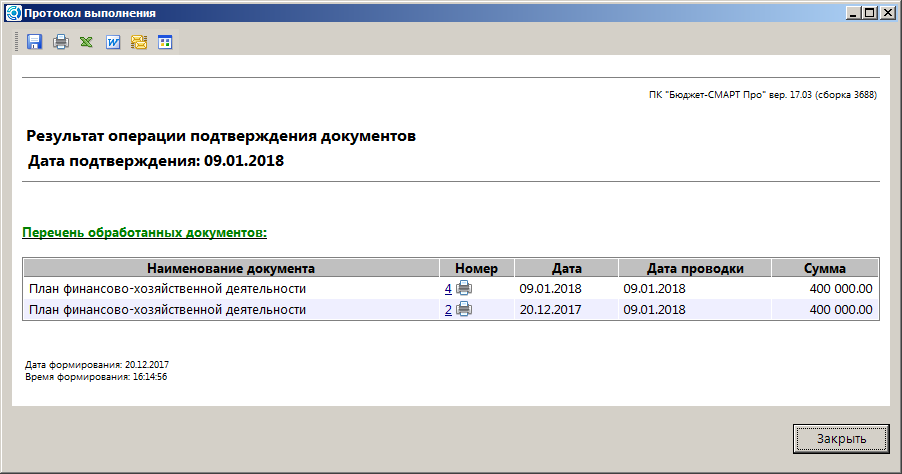 Протокол выполнения
ПК "Бюджет-СМАРТ Про" вер. 17.03 (сборка 3688)
Результат операции подтверждения документов
Дата подтверждения: 09.01.2018
Перечень обработанных документов:
Наименование документа Номер Дата Дата проводки Сумма
План финансово-хозяйственной деятельности 4 09.01.2018 09.01.2018 400 000.00
План финансово-хозяйственной деятельности 2 20.12.2017 09.01.2018 400 000.00
Дата формирования: 20.12.2017
Время формирования: 16:14:56
Закрыть